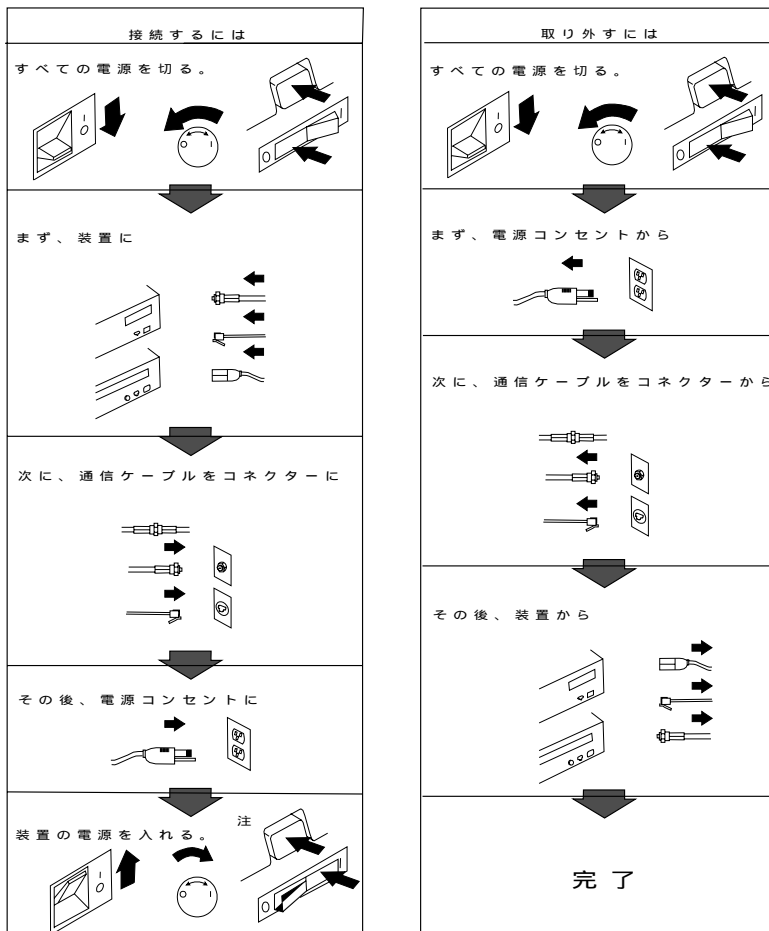 接続するには
すべての電源を切る。
まず、装置に
次に、通信ケーブルをコネクターに
その後、電源コンセントに
装置の電源を入れる。
注
取り外すには
すべての電源を切る。
まず、電源コンセントから
次に、通信ケーブルをコネクターから
その後、装置から
完了